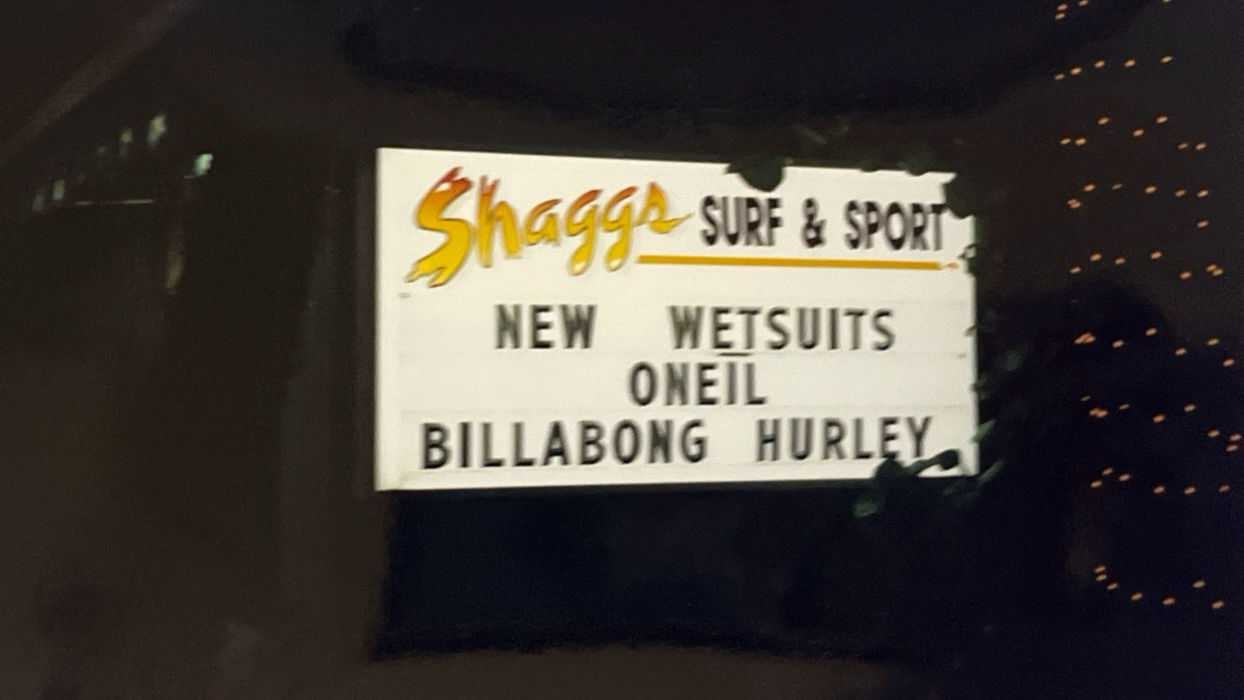 Shaggs SURF & SPORT
NEW WETSUITS
ONEIL
BILLABONG HURLEY